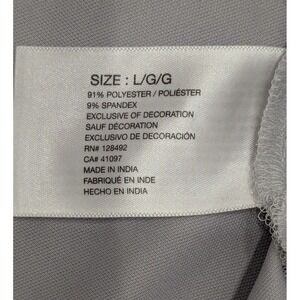 SIZE : L/G/G
91% POLYESTER / POLIÉSTER
9% SPANDEX
EXCLUSIVE OF DECORATION
SAUF DÉCORATION
EXCLUSIVO DE DECORACIÓN
RN# 128492
CA# 41097
MADE IN INDIA
FABRIQUÉ EN INDE
HECHO EN INDIA